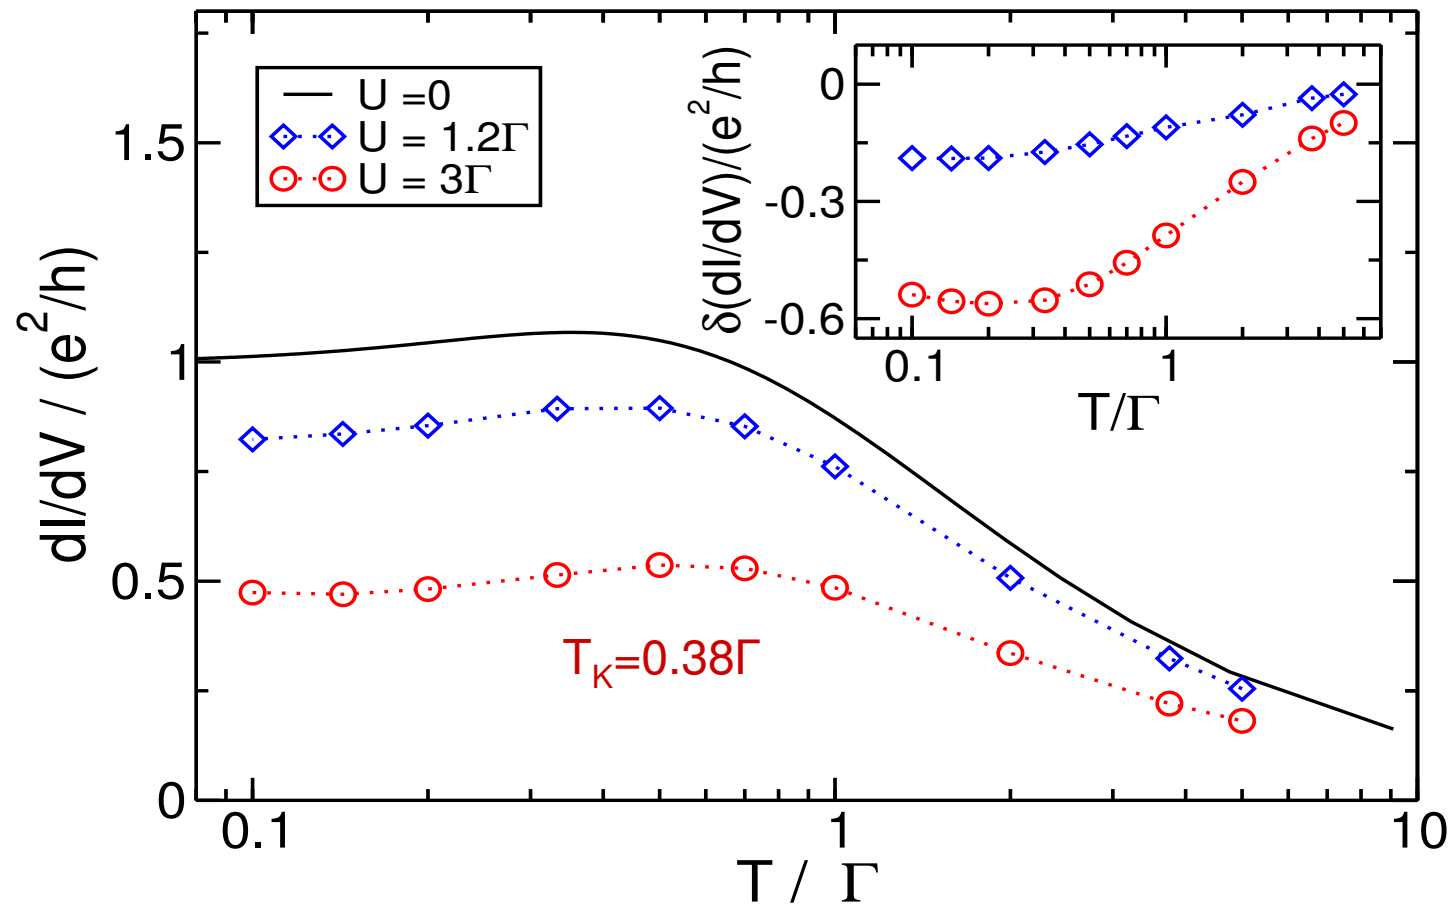 U =0
U = 1.2Γ
U = 3Γ
dI/dV / (e²/h)
1.5
1
0.5
0
0.1
1
10
T / Γ
T_K=0.38Γ
δ(dI/dV)/(e²/h)
0
-0.3
-0.6
0.1
1
T/Γ